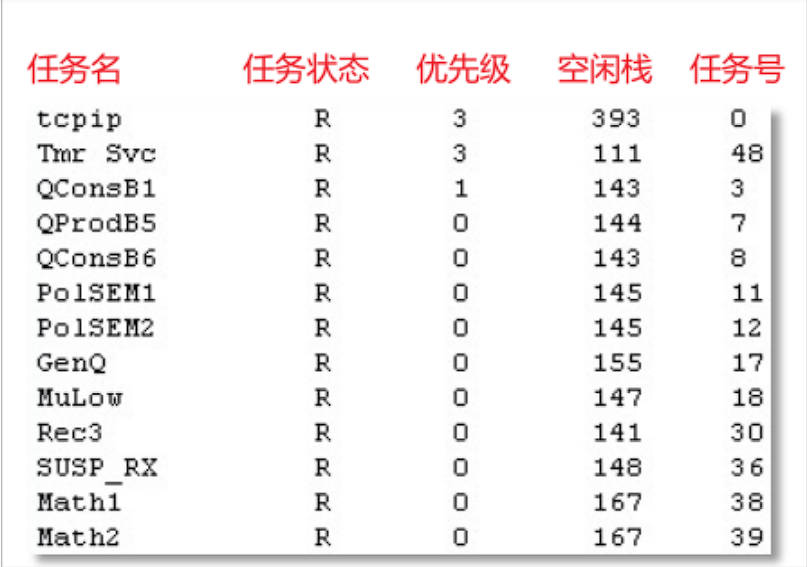 任务名 任务状态 优先级 空闲栈 任务号
tcpip R 3 393 0
Tmr Svc R 3 111 48
QConsB1 R 1 143 3
QProdB5 R 0 144 7
QConsB6 R 0 143 8
PolSEM1 R 0 145 11
PolSEM2 R 0 145 12
GenQ R 0 155 17
MuLow R 0 147 18
Rec3 R 0 141 30
SUSP_RX R 0 148 36
Math1 R 0 167 38
Math2 R 0 167 39